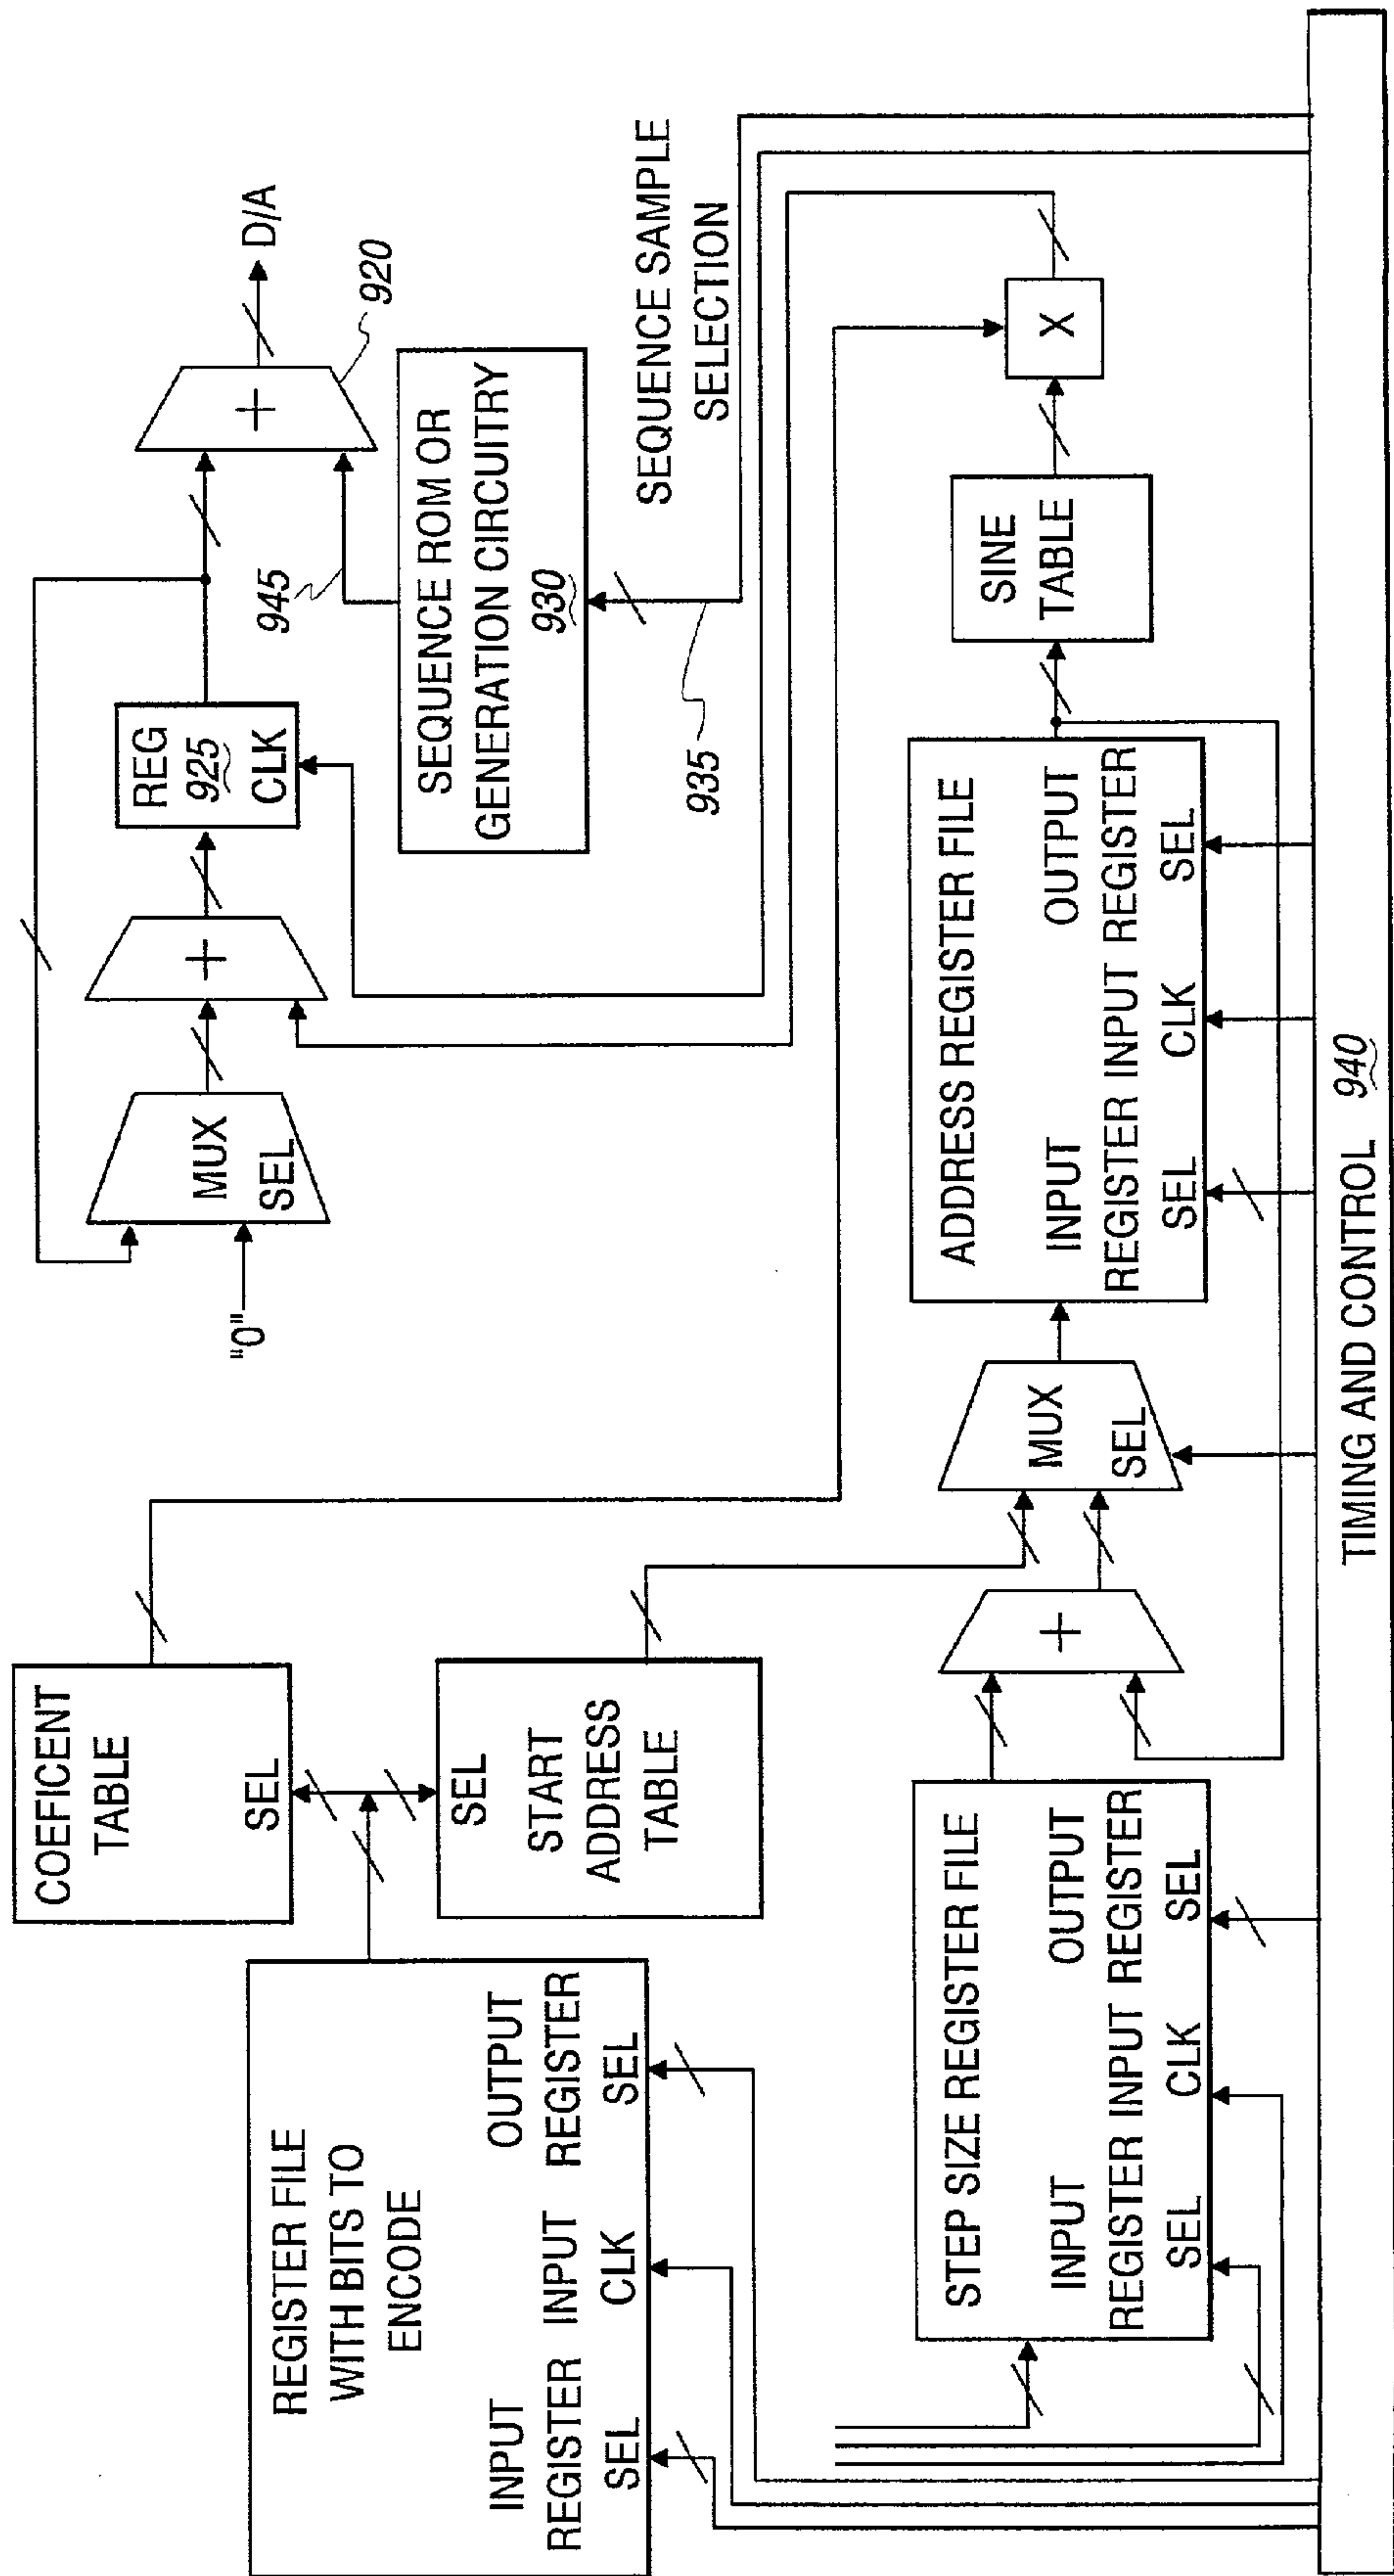 REGISTER FILE
WITH BITS TO
ENCODE
INPUT OUTPUT
REGISTER INPUT REGISTER
SEL CLK SEL
COEFICENT
TABLE
SEL
SEL
START
ADDRESS
TABLE
"0"
MUX
SEL
+
REG
925
CLK
945
+
D/A
920
SEQUENCE ROM OR
GENERATION CIRCUITRY
930
935
SEQUENCE SAMPLE
SELECTION
STEP SIZE REGISTER FILE
INPUT OUTPUT
REGISTER INPUT REGISTER
SEL CLK SEL
+
MUX
SEL
ADDRESS REGISTER FILE
INPUT OUTPUT
REGISTER INPUT REGISTER
SEL CLK SEL
SINE
TABLE
X
TIMING AND CONTROL 940